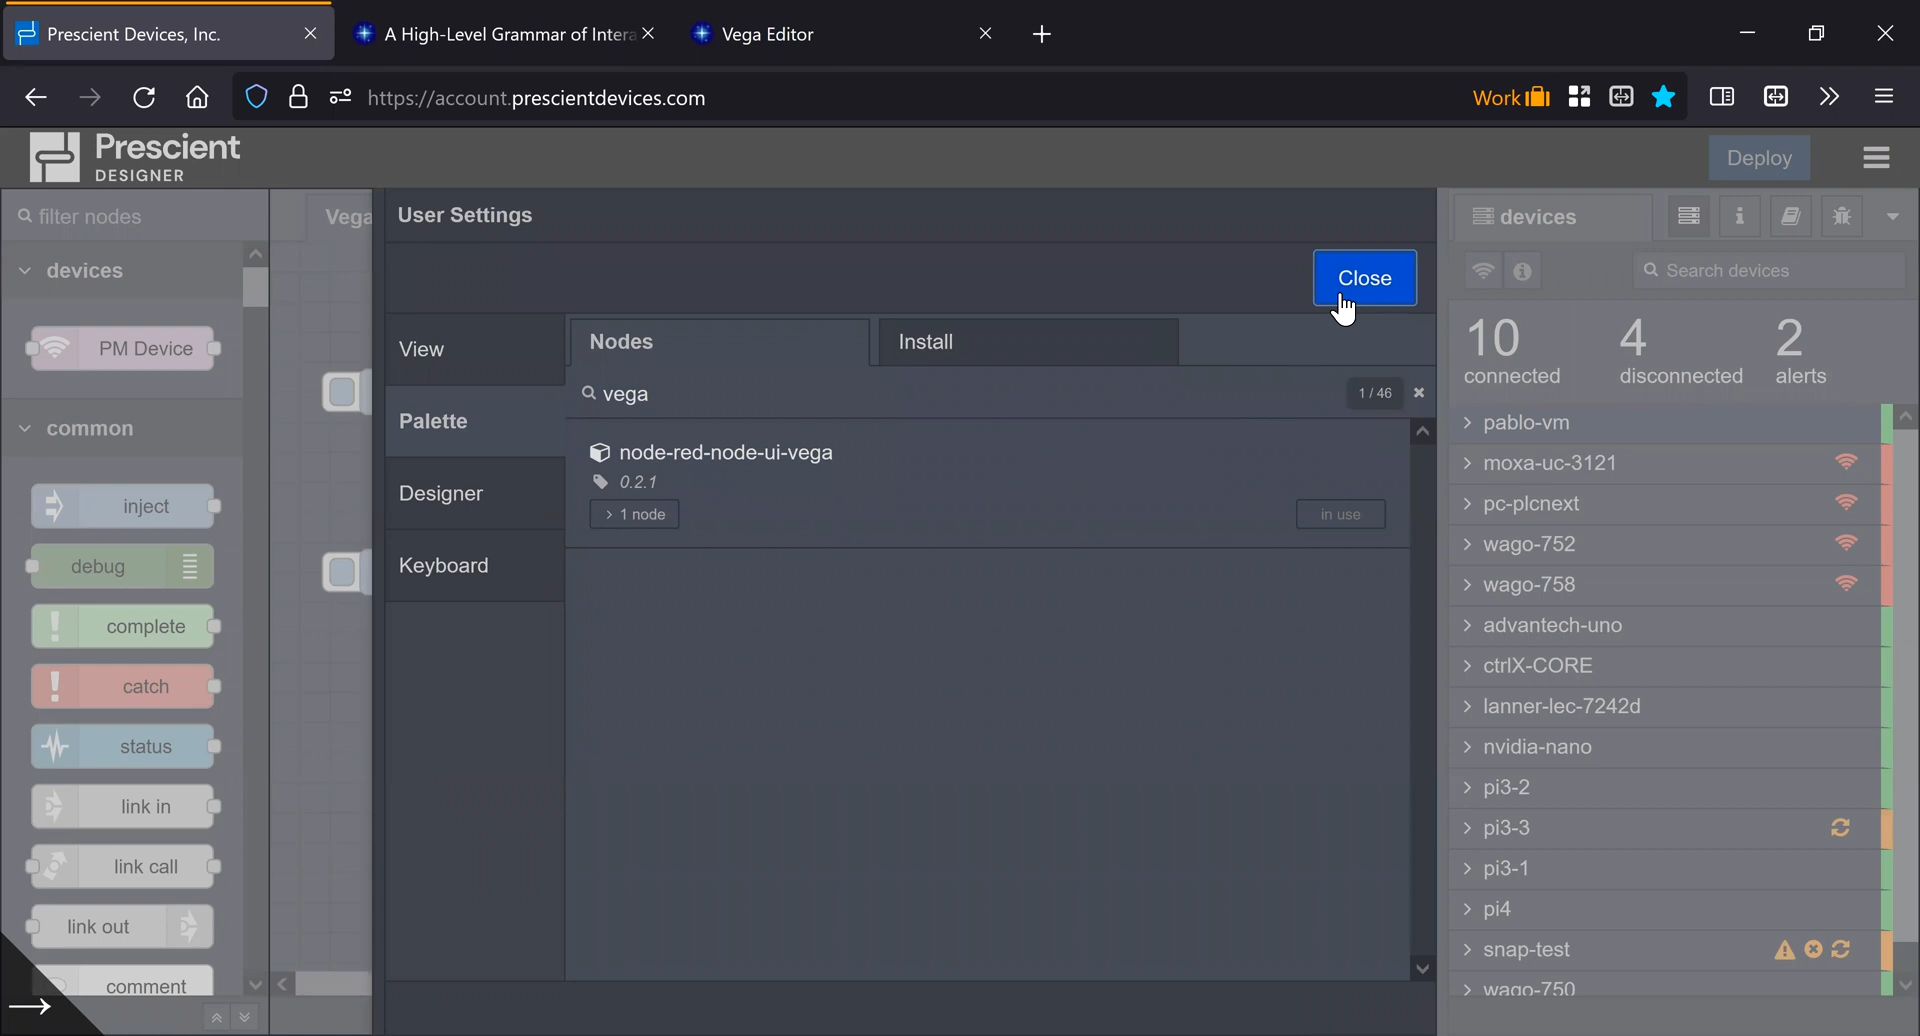 Prescient Devices, Inc.
A High-Level Grammar of Intera
Vega Editor
https://account.prescientdevices.com
Work
Prescient
DESIGNER
Deploy
filter nodes
devices
PM Device
common
inject
debug
complete
catch
status
link in
link call
link out
comment
Vega
User Settings
Close
View
Palette
Designer
Keyboard
Nodes
Install
vega
1 / 46
node-red-node-ui-vega
0.2.1
1 node
in use
devices
Search devices
10
connected
4
disconnected
2
alerts
pablo-vm
moxa-uc-3121
pc-plcnext
wago-752
wago-758
advantech-uno
ctrlX-CORE
lanner-lec-7242d
nvidia-nano
pi3-2
pi3-3
pi3-1
pi4
snap-test
wago-750